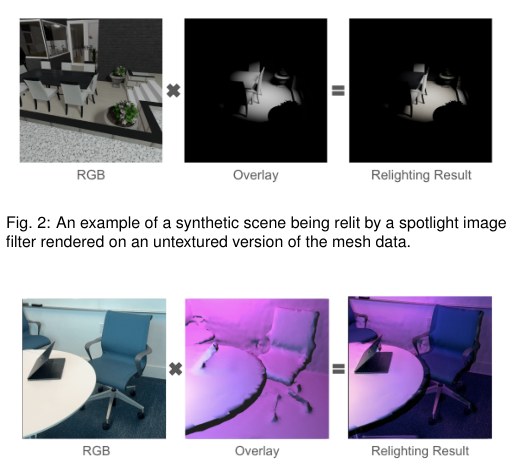 RGB
Overlay
Relighting Result
Fig. 2: An example of a synthetic scene being relit by a spotlight image
filter rendered on an untextured version of the mesh data.
RGB
Overlay
Relighting Result